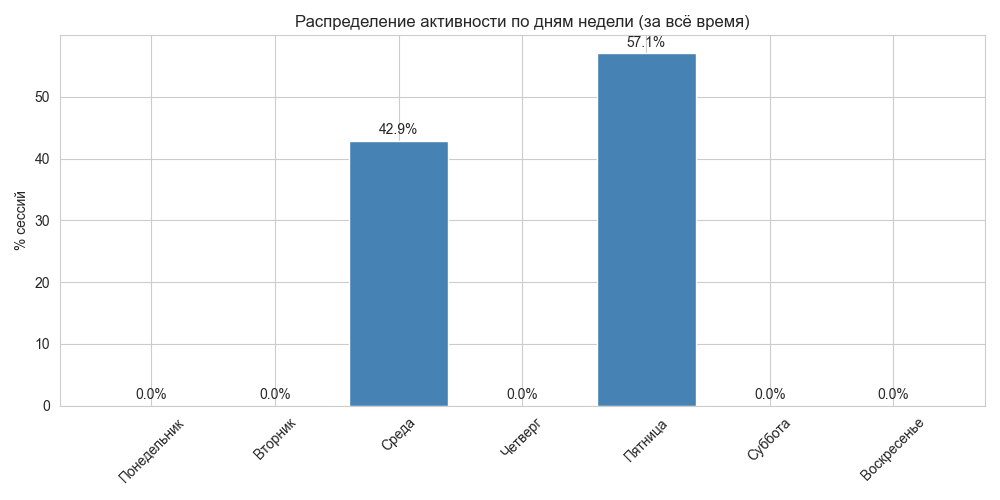 Распределение активности по дням недели (за всё время)
% сессий
50
40
30
20
10
0
0.0%
0.0%
42.9%
0.0%
57.1%
0.0%
0.0%
Понедельник
Вторник
Среда
Четверг
Пятница
Суббота
Воскресенье